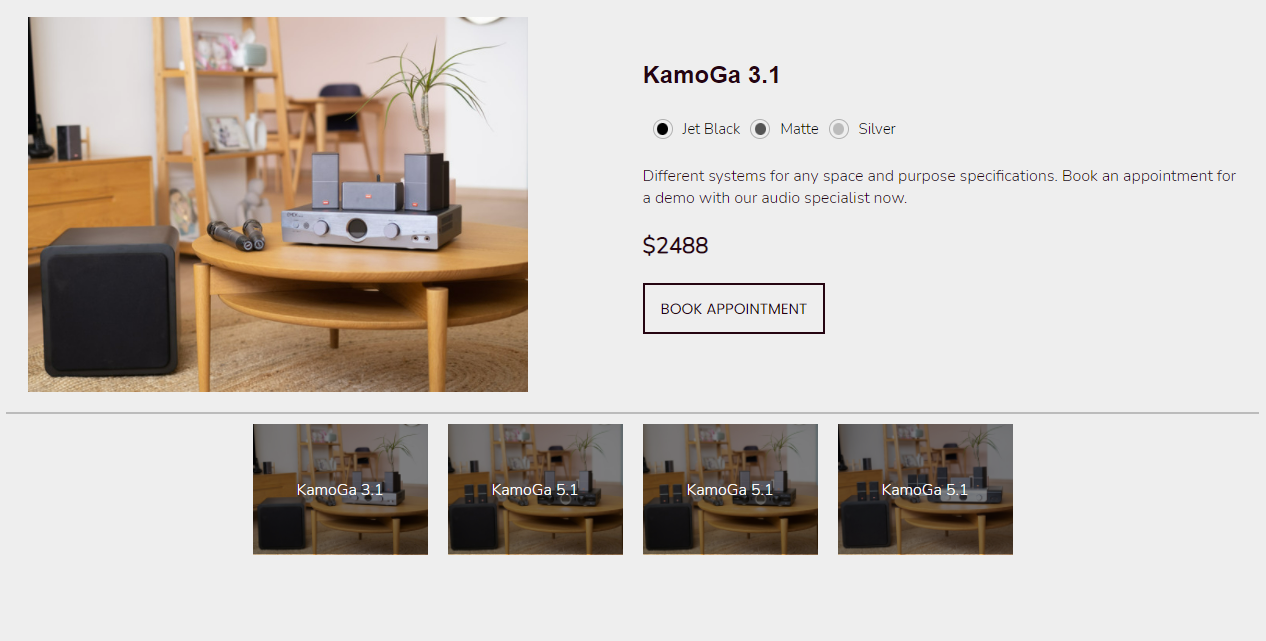 KamoGa 3.1
Jet Black Matte Silver
Different systems for any space and purpose specifications. Book an appointment for
a demo with our audio specialist now.
$2488
BOOK APPOINTMENT
KamoGa 3.1 KamoGa 5.1 KamoGa 5.1 KamoGa 5.1